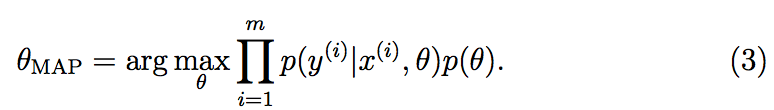 θ_MAP = arg max_θ ∏_{i=1}^{m} p(y^{(i)}|x^{(i)}, θ)p(θ). (3)